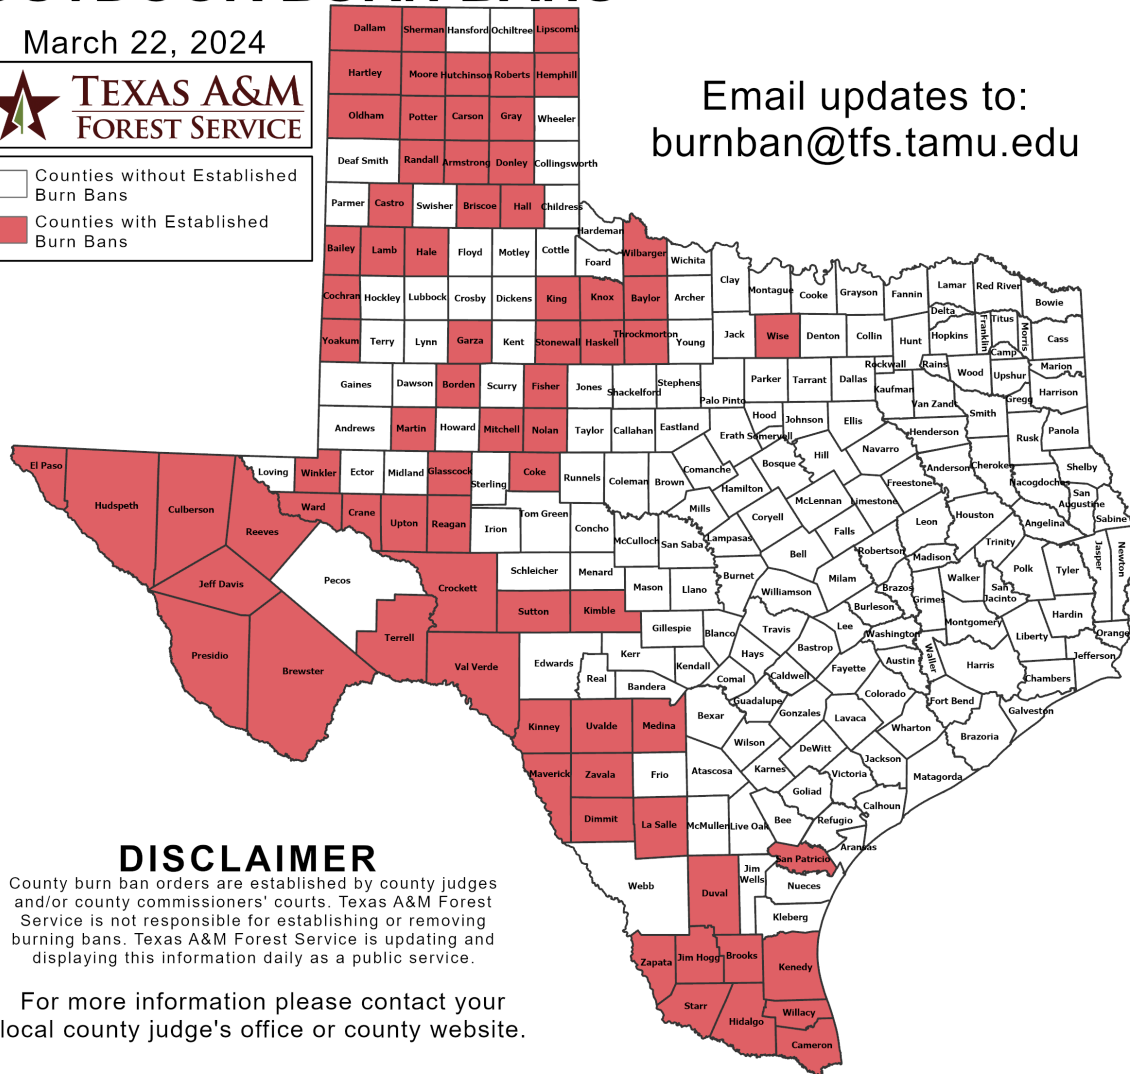 March 22, 2024
TEXAS A&M
FOREST SERVICE
Counties without Established
Burn Bans
Counties with Established
Burn Bans
Email updates to:
burnban@tfs.tamu.edu
Dallam Sherman Hansford Ochiltree Lipscomb
Hartley Moore Hutchinson Roberts Hemphill
Oldham Potter Carson Gray Wheeler
Deaf Smith Randall Armstrong Donley Collingsworth
Parmer Castro Swisher Briscoe Hall Childress
Hardeman
Bailey Lamb Hale Floyd Motley Cottle Foard Wilbarger Wichita
Clay Montague Cooke Grayson Fannin Lamar Red River Bowie
Cochran Hockley Lubbock Crosby Dickens King Knox Baylor Archer
Delta Titus Franklin Morris
Yoakum Terry Lynn Garza Kent Stonewall Haskell Throckmorton Young Jack Wise Denton Collin Hunt Hopkins Cass
Camp
Rockwall Rains Wood Upshur Marion
Gaines Dawson Borden Scurry Fisher Jones Shackelford Stephens Palo Pinto Parker Tarrant Dallas Kaufman Van Zandt Smith Gregg Harrison
Andrews Martin Howard Mitchell Nolan Taylor Callahan Eastland Erath Hood Somervell Johnson Ellis Navarro Henderson Rusk Panola
El Paso Hudspeth Culberson Reeves Loving Winkler Ector Midland Glasscock Sterling Coke Runnels Coleman Brown Comanche Hamilton Bosque Hill Freestone Anderson Cherokee Nacogdoches Shelby
San
Augustine
Sabine
Ward Crane Upton Reagan Irion Tom Green Concho McCulloch San Saba Mills Lampasas Coryell McLennan Limestone Falls Leon Houston Angelina Trinity
Jeff Davis Pecos Crockett Schleicher Menard Mason Llano Burnet Bell Milam Robertson Madison Walker Polk Tyler Jasper Newton
San
Jacinto
Presidio Brewster Terrell Sutton Kimble Gillespie Blanco Williamson Travis Burleson Brazos Grimes Montgomery Liberty Hardin Orange
Val Verde Edwards Real Kerr Bandera Kendall Comal Hays Caldwell Bastrop Lee Washington Fayette Austin Waller Harris Chambers Jefferson
Kinney Uvalde Medina Bexar Guadalupe Gonzales Lavaca Colorado Wharton Fort Bend Brazoria Galveston
Maverick Zavala Frio Atascosa Wilson Karnes DeWitt Victoria Jackson Matagorda
Dimmit La Salle McMullen Live Oak Bee Goliad Refugio Calhoun
Aransas
Webb Duval Jim
Wells San Patricio Nueces
Kleberg
Zapata Jim Hogg Brooks Kenedy
Starr Hidalgo Willacy
Cameron
DISCLAIMER
County burn ban orders are established by county judges
and/or county commissioners' courts. Texas A&M Forest
Service is not responsible for establishing or removing
burning bans. Texas A&M Forest Service is updating and
displaying this information daily as a public service.
For more information please contact your
local county judge's office or county website.